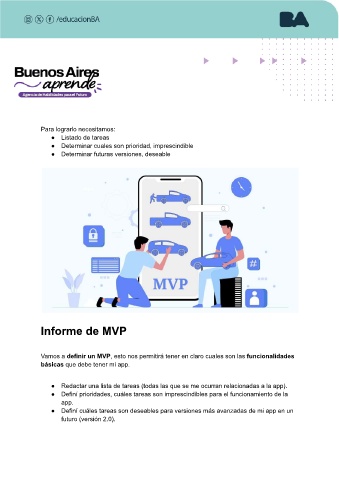 /educacionBA
BA
Buenos Aires
aprende
Agencia de Habilidades para el Futuro
Para lograrlo necesitamos:
● Listado de tareas
● Determinar cuales son prioridad, imprescindible
● Determinar futuras versiones, deseable
MVP
#
Informe de MVP
Vamos a definir un MVP, esto nos permitirá tener en claro cuales son las funcionalidades
básicas que debe tener mi app.
● Redactar una lista de tareas (todas las que se me ocurran relacionadas a la app).
● Definí prioridades, cuáles tareas son imprescindibles para el funcionamiento de la
app.
● Definí cuáles tareas son deseables para versiones más avanzadas de mi app en un
futuro (versión 2.0).